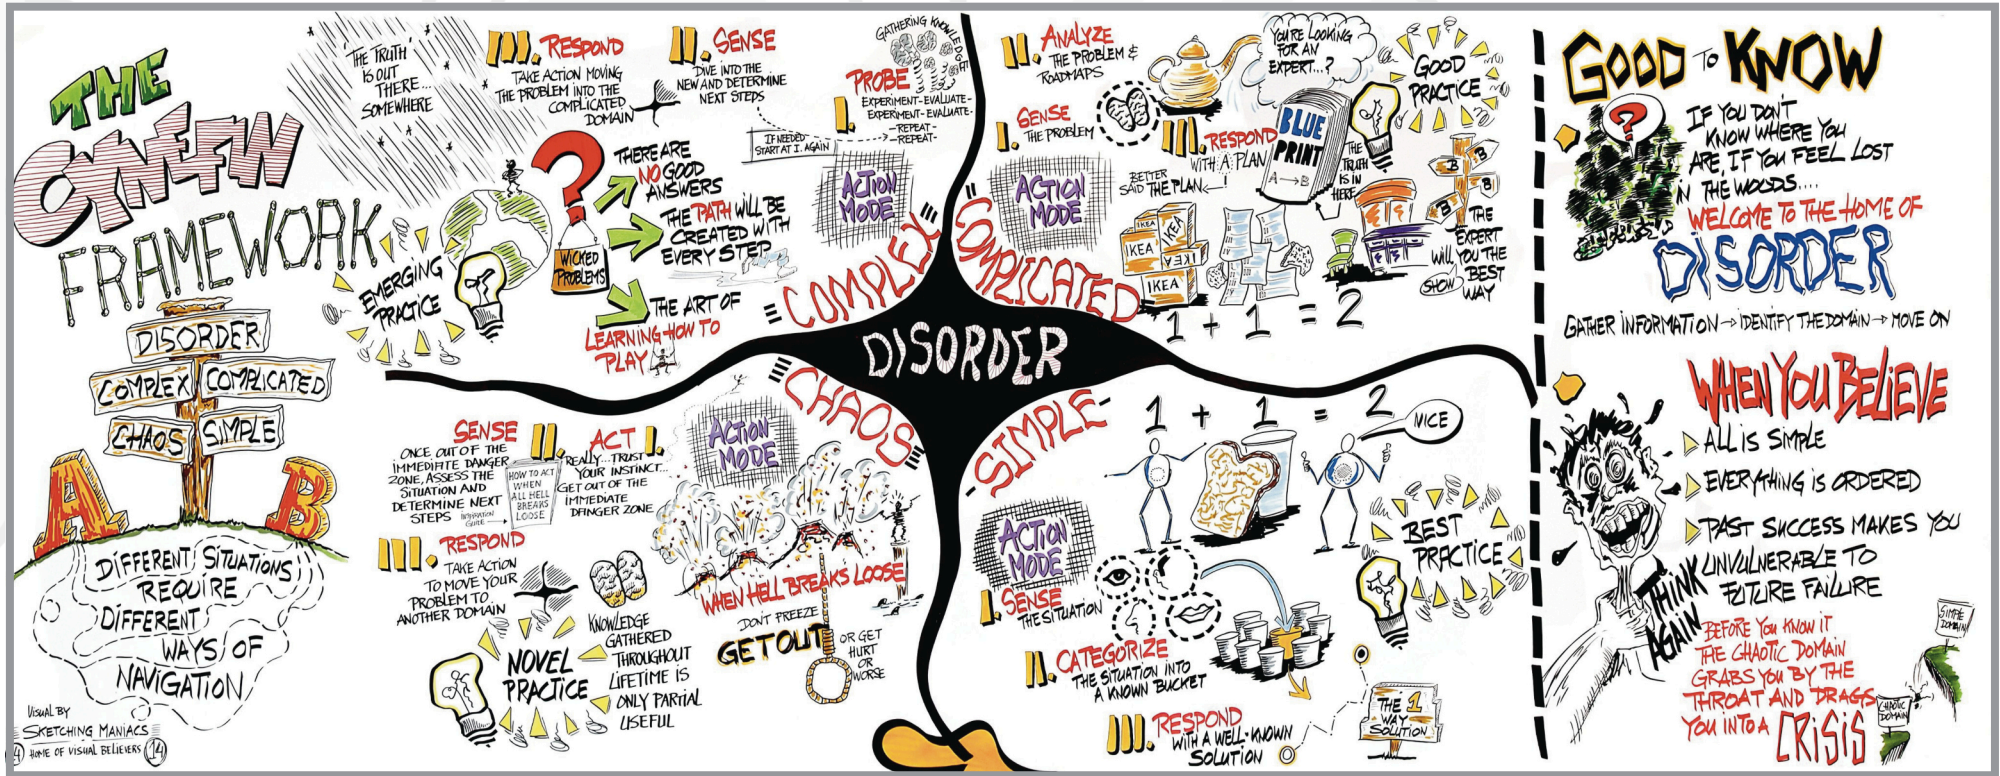 THE
CYNEFIN
FRAMEWORK
DISORDER
COMPLEX
COMPLICATED
CHAOS
SIMPLE
A
B
DIFFERENT SITUATIONS
REQUIRE
DIFFERENT
WAYS OF
NAVIGATION
VISUAL BY
SKETCHING MANIACS
HOME OF VISUAL BELIEVERS
14
'THE TRUTH'
IS OUT
THERE...
SOMEWHERE
III. RESPOND
TAKE ACTION MOVING
THE PROBLEM INTO THE
COMPLICATED
DOMAIN
II. SENSE
DIVE INTO THE
NEW AND DETERMINE
NEXT STEPS
GATHERING KNOWLEDGE
PROBE
I.
EXPERIMENT-EVALUATE-
EXPERIMENT-EVALUATE-
-REPEAT-
-REPEAT-
IF NEEDED
START AT I. AGAIN
ACTION
MODE
?
WICKED
PROBLEMS
THERE ARE
NO GOOD
ANSWERS
THE PATH WILL BE
CREATED WITH
EVERY STEP
THE ART OF
LEARNING HOW TO
PLAY
EMERGING
PRACTICE
COMPLEX
COMPLICATED
DISORDER
CHAOS
SIMPLE
II. ANALYZE
THE PROBLEM &
ROADMAPS
I. SENSE
THE PROBLEM
ACTION
MODE
YOU'RE LOOKING
FOR AN
EXPERT...?
III. RESPOND
WITH A PLAN
BETTER
SAID THE PLAN
!
BLUE
PRINT
A → B
THE
TRUTH
IS IN
HERE
GOOD
PRACTICE
B
B
B
B
THE
EXPERT
WILL YOU THE
SHOW
BEST
WAY
IKEA
IKEA
IKEA
IKEA
IKEA
1 + 1 = 2
SENSE
II.
ONCE OUT OF THE
IMMEDIATE DANGER
ZONE, ASSESS THE
SITUATION AND
DETERMINE NEXT
STEPS
HOW TO ACT
WHEN
ALL HELL
BREAKS
LOOSE
ACT I.
REALLY...TRUST
YOUR INSTINCT...
GET OUT OF THE
IMMEDIATE
DANGER ZONE
ACTION
MODE
III. RESPOND
TAKE ACTION
TO MOVE YOUR
PROBLEM TO
ANOTHER DOMAIN
NOVEL
PRACTICE
KNOWLEDGE
GATHERED
THROUGHOUT
LIFETIME IS
ONLY PARTIAL
USEFUL
WHEN HELL BREAKS LOOSE
DON'T FREEZE
GET OUT
OR GET
HURT
OR
WORSE
1 + 1 = 2
NICE
ACTION
MODE
I. SENSE
THE SITUATION
II. CATEGORIZE
THE SITUATION INTO
A KNOWN BUCKET
III. RESPOND
WITH A WELL-KNOWN
SOLUTION
THE 1
WAY
SOLUTION
BEST
PRACTICE
GOOD TO KNOW
?
IF YOU DON'T
KNOW WHERE YOU
ARE, IF YOU FEEL LOST
IN THE WOODS....
WELCOME TO THE HOME OF
DISORDER
GATHER INFORMATION → IDENTIFY THE DOMAIN → MOVE ON
WHEN YOU BELIEVE
ALL IS SIMPLE
EVERYTHING IS ORDERED
PAST SUCCESS MAKES YOU
UNVULNERABLE TO
FUTURE FAILURE
THINK
AGAIN
BEFORE YOU KNOW IT
THE CHAOTIC DOMAIN
GRABS YOU BY THE
THROAT AND DRAGS
YOU INTO A CRISIS
SIMPLE
DOMAIN
CHAOTIC
DOMAIN